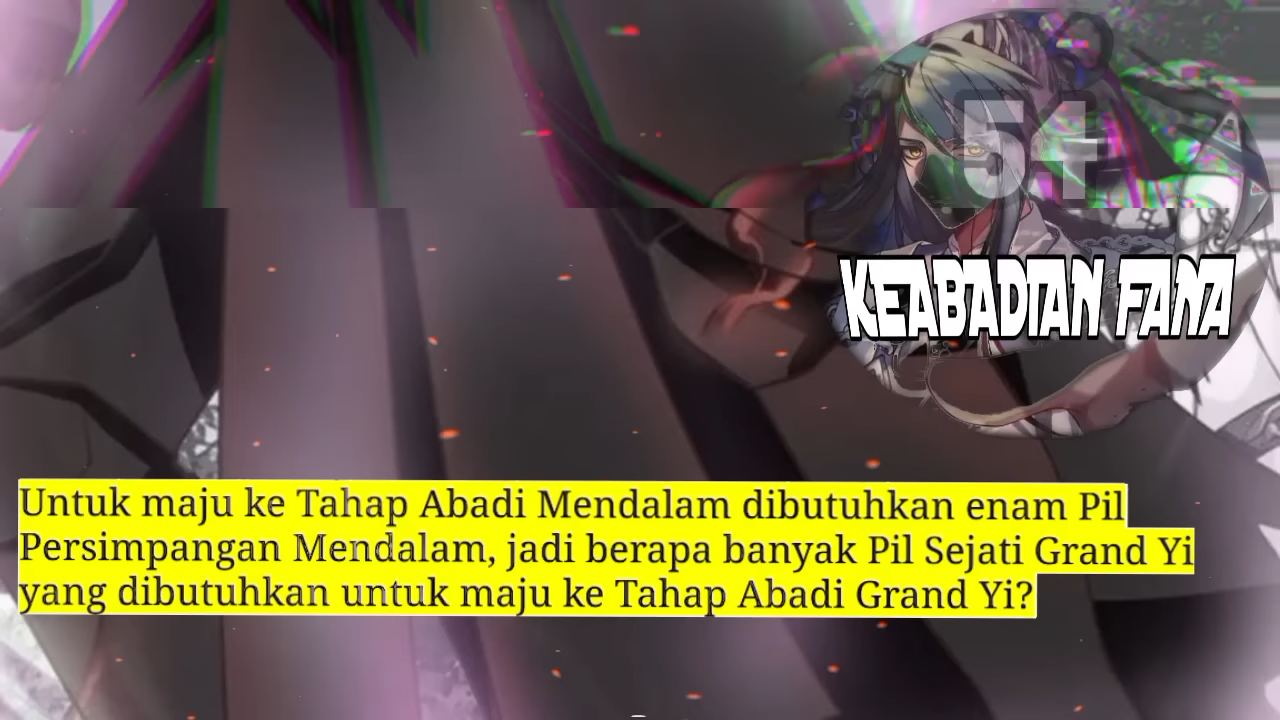 54
KEABADIAN FANA
Untuk maju ke Tahap Abadi Mendalam dibutuhkan enam Pil
Persimpangan Mendalam, jadi berapa banyak Pil Sejati Grand Yi
yang dibutuhkan untuk maju ke Tahap Abadi Grand Yi?